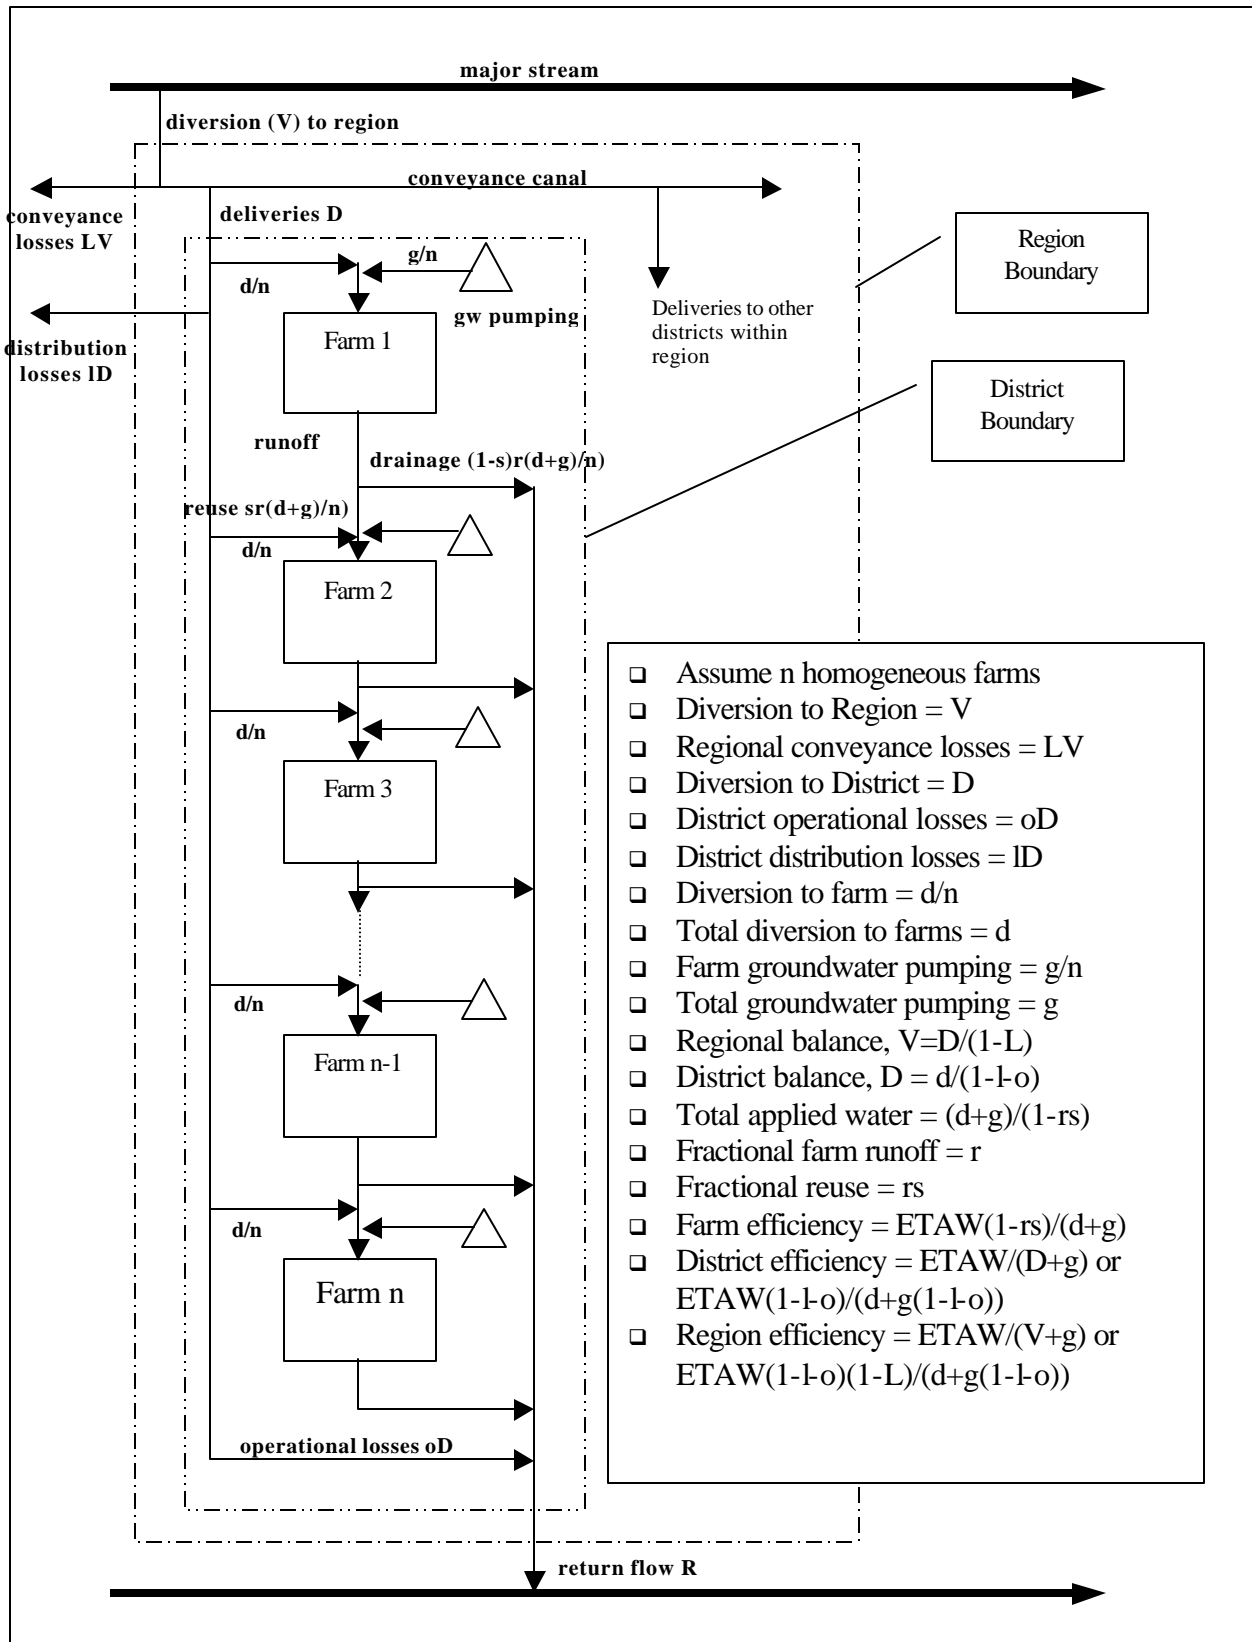 major stream
diversion (V) to region
conveyance canal
conveyance
losses LV
deliveries D
Region
Boundary
g/n
d/n
gw pumping
Deliveries to other
districts within
region
distribution
losses lD
Farm 1
District
Boundary
runoff
drainage (1-s)r(d+g)/n)
reuse sr(d+g)/n)
d/n
Farm 2
d/n
Farm 3
d/n
Farm n-1
d/n
Farm n
operational losses oD
return flow R
❑ Assume n homogeneous farms
❑ Diversion to Region = V
❑ Regional conveyance losses = LV
❑ Diversion to District = D
❑ District operational losses = oD
❑ District distribution losses = lD
❑ Diversion to farm = d/n
❑ Total diversion to farms = d
❑ Farm groundwater pumping = g/n
❑ Total groundwater pumping = g
❑ Regional balance, V=D/(1-L)
❑ District balance, D = d/(1-l-o)
❑ Total applied water = (d+g)/(1-rs)
❑ Fractional farm runoff = r
❑ Fractional reuse = rs
❑ Farm efficiency = ETAW(1-rs)/(d+g)
❑ District efficiency = ETAW/(D+g) or
ETAW(1-l-o)/(d+g(1-l-o))
❑ Region efficiency = ETAW/(V+g) or
ETAW(1-l-o)(1-L)/(d+g(1-l-o))